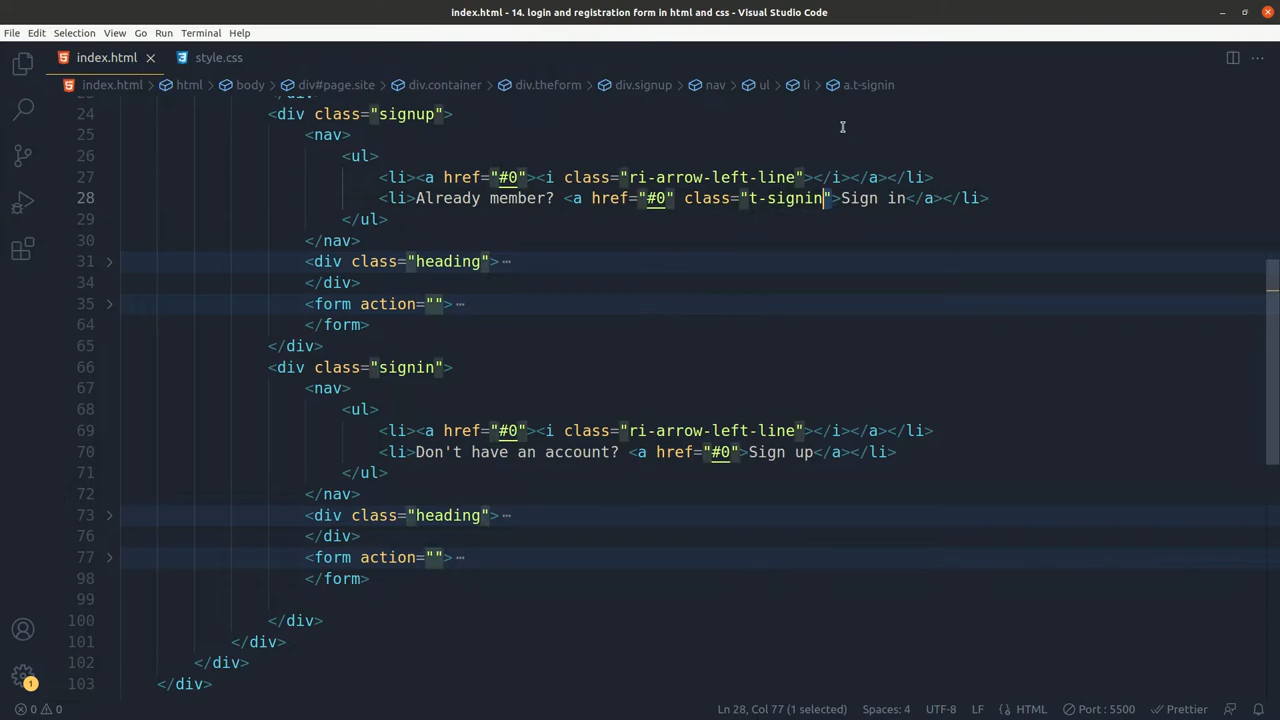 index.html - 14. login and registration form in html and css - Visual Studio Code
File Edit Selection View Go Run Terminal Help
index.html style.css
index.html html body div#page.site div.container div.theform div.signup nav ul li a.t-signin
24 <div class="signup">
25 <nav>
26 <ul>
27 <li><a href="#0"><i class="ri-arrow-left-line"></i></a></li>
28 <li>Already member? <a href="#0" class="t-signin">Sign in</a></li>
29 </ul>
30 </nav>
31 <div class="heading"> ⋯
34 </div>
35 <form action=""> ⋯
64 </form>
65 </div>
66 <div class="signin">
67 <nav>
68 <ul>
69 <li><a href="#0"><i class="ri-arrow-left-line"></i></a></li>
70 <li>Don't have an account? <a href="#0">Sign up</a></li>
71 </ul>
72 </nav>
73 <div class="heading"> ⋯
76 </div>
77 <form action=""> ⋯
98 </form>
99
100 </div>
101 </div>
102 </div>
103 </div>
1
0 0 Ln 28, Col 77 (1 selected) Spaces: 4 UTF-8 LF HTML Port : 5500 Prettier